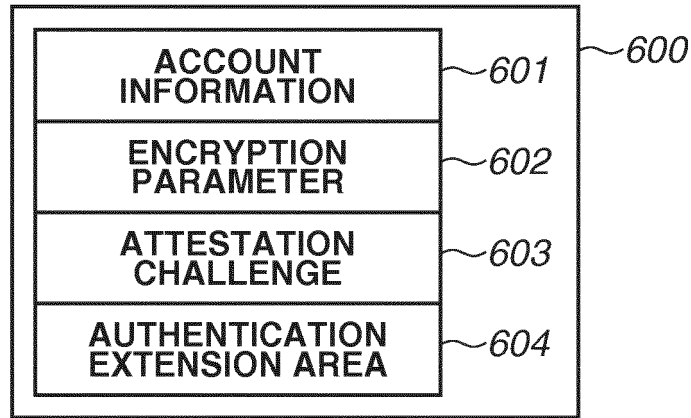 ACCOUNT
INFORMATION
601
600
ENCRYPTION
PARAMETER
602
ATTESTATION
CHALLENGE
603
AUTHENTICATION
EXTENSION AREA
604